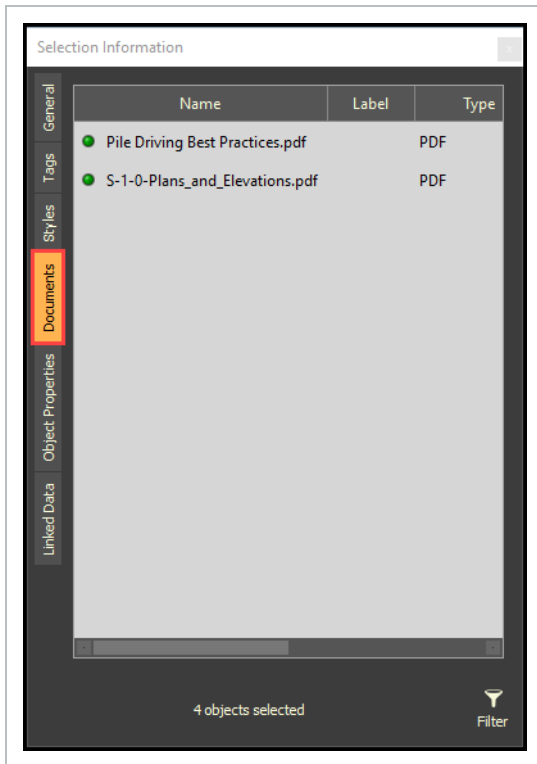 Selection Information
x
General
Tags
Styles
Documents
Object Properties
Linked Data
Name Label Type
Pile Driving Best Practices.pdf PDF
S-1-0-Plans_and_Elevations.pdf PDF
4 objects selected
Filter